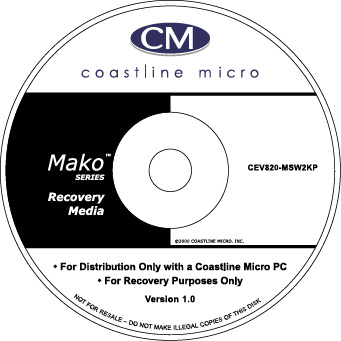 CM
coastline micro
Mako™
SERIES
Recovery
Media
CEV820-MSW2KP
©2000 COASTLINE MICRO, INC.
• For Distribution Only with a Coastline Micro PC
• For Recovery Purposes Only
Version 1.0
NOT FOR RESALE – DO NOT MAKE ILLEGAL COPIES OF THIS DISK